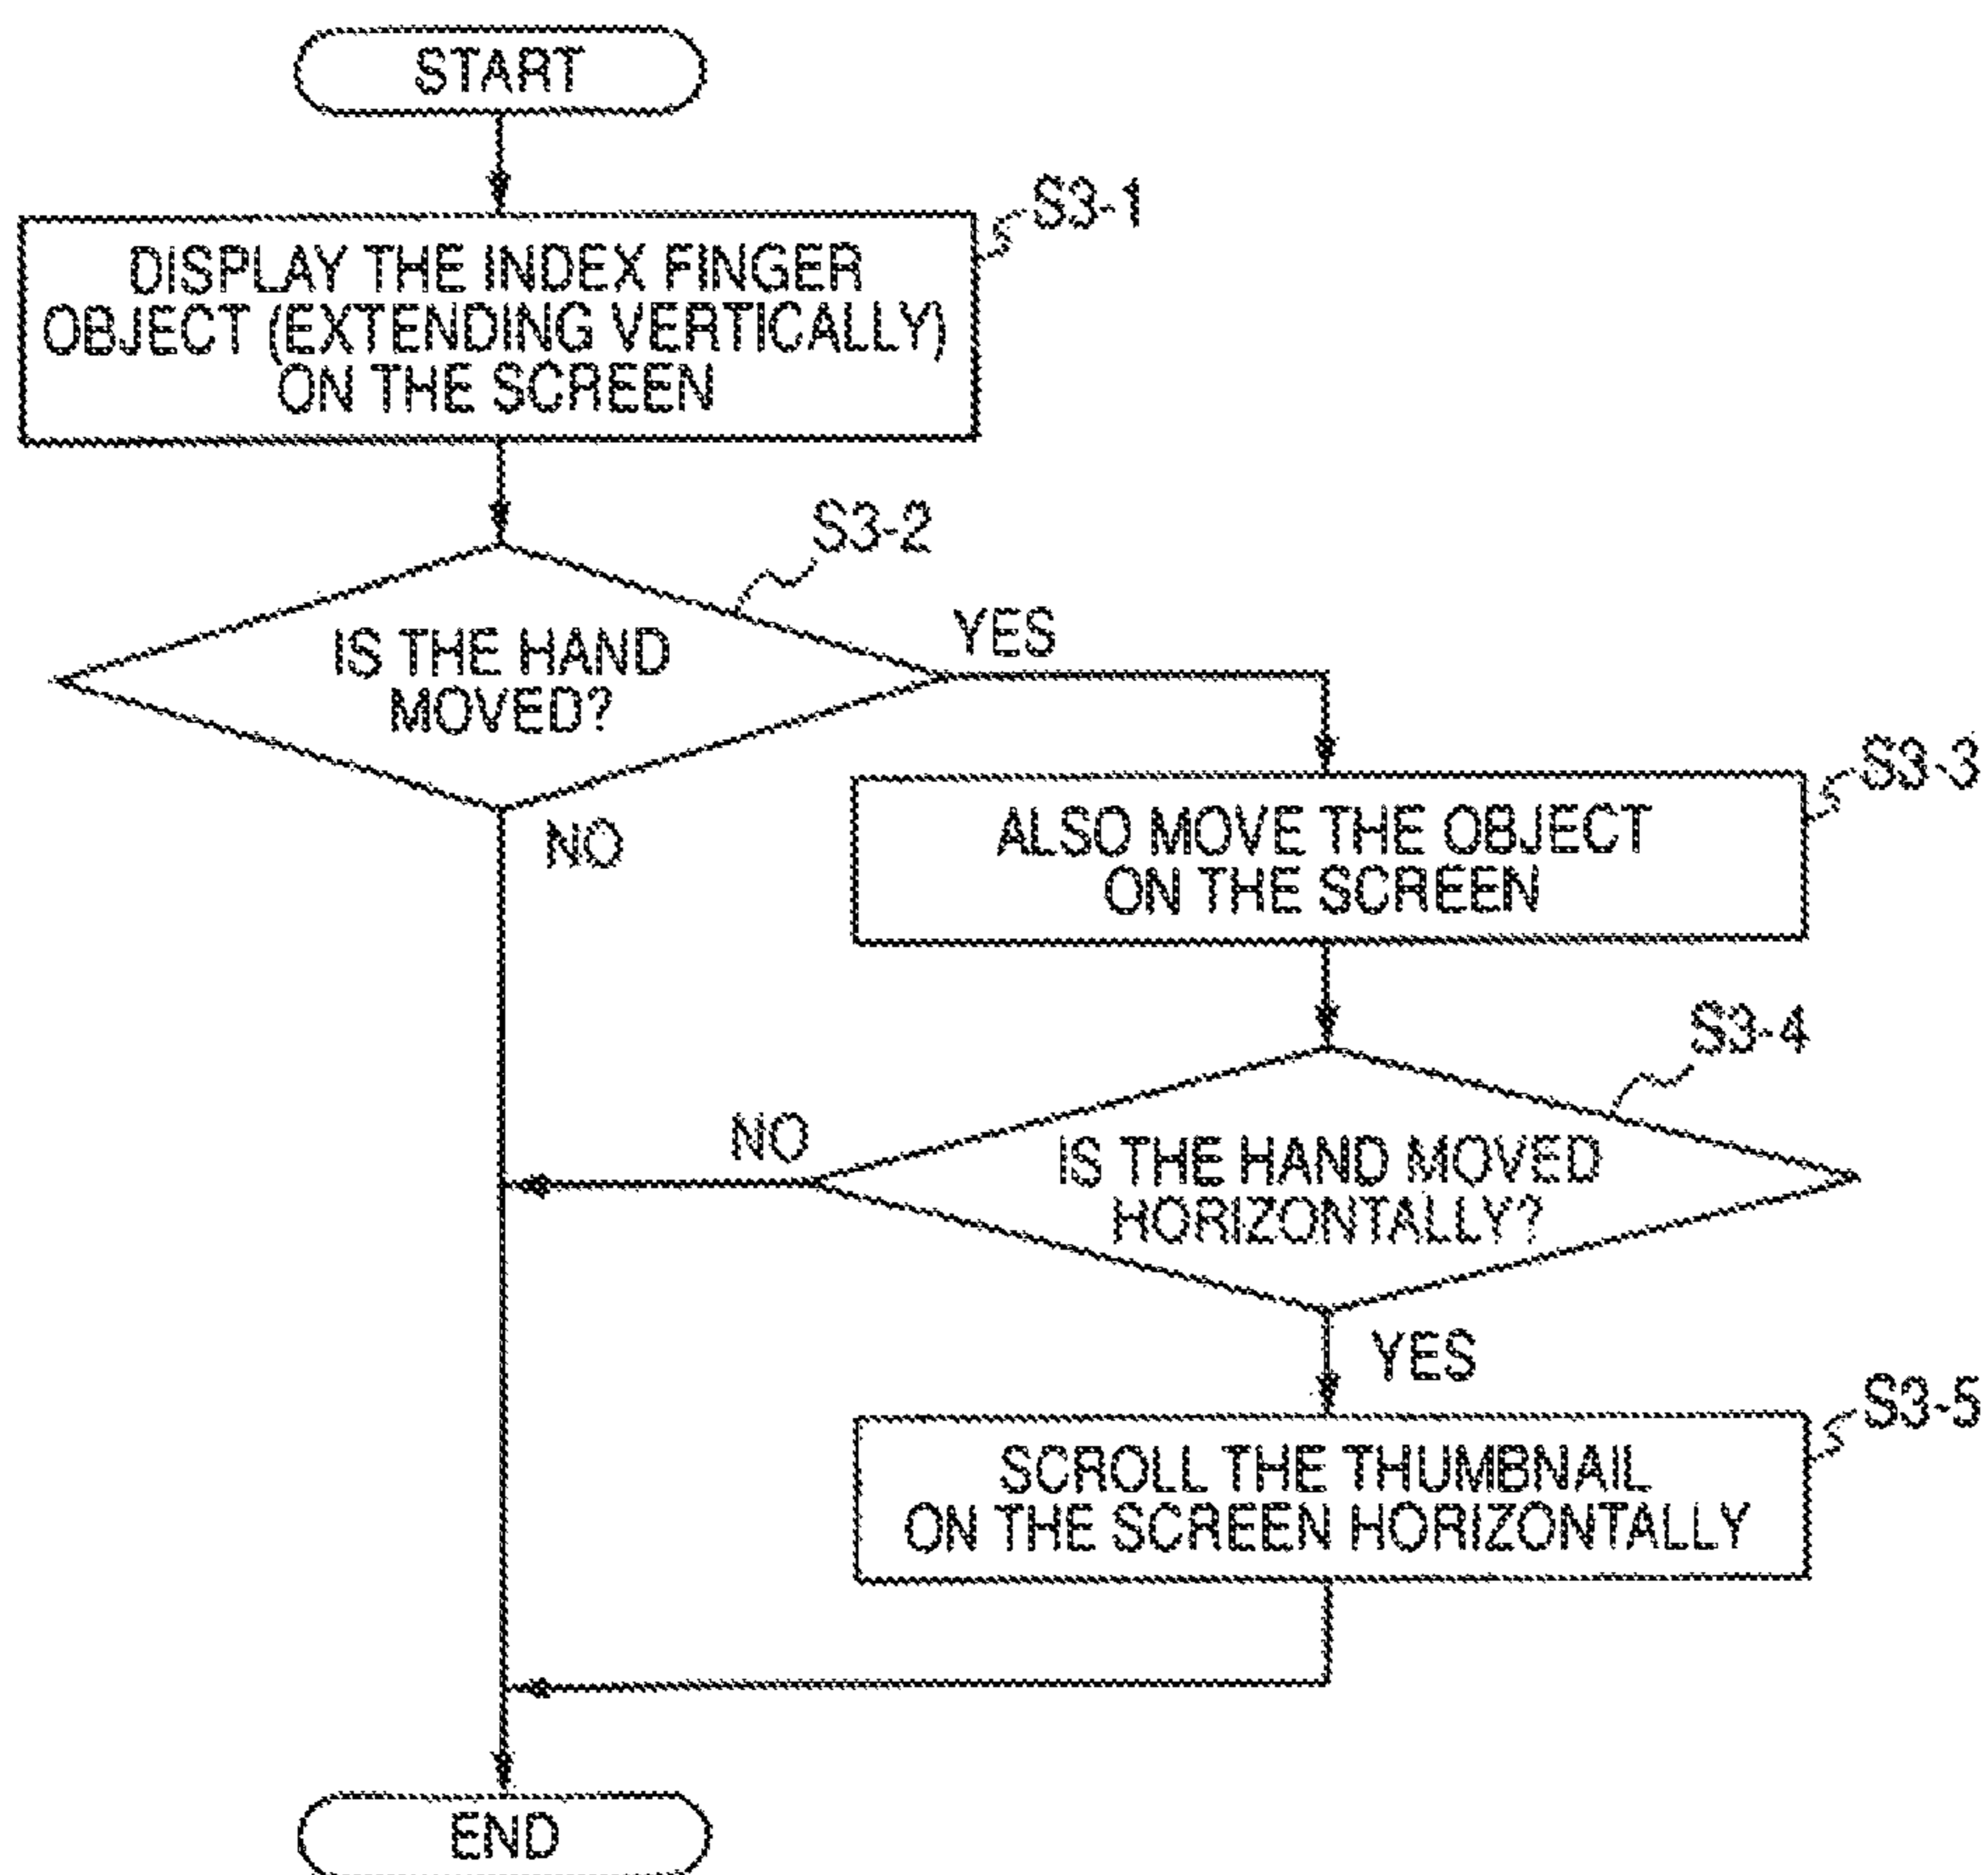 START
S3-1
DISPLAY THE INDEX FINGER
OBJECT (EXTENDING VERTICALLY)
ON THE SCREEN
S3-2
IS THE HAND
MOVED?
YES
NO
S3-3
ALSO MOVE THE OBJECT
ON THE SCREEN
S3-4
IS THE HAND MOVED
HORIZONTALLY?
NO
YES
S3-5
SCROLL THE THUMBNAIL
ON THE SCREEN HORIZONTALLY
END